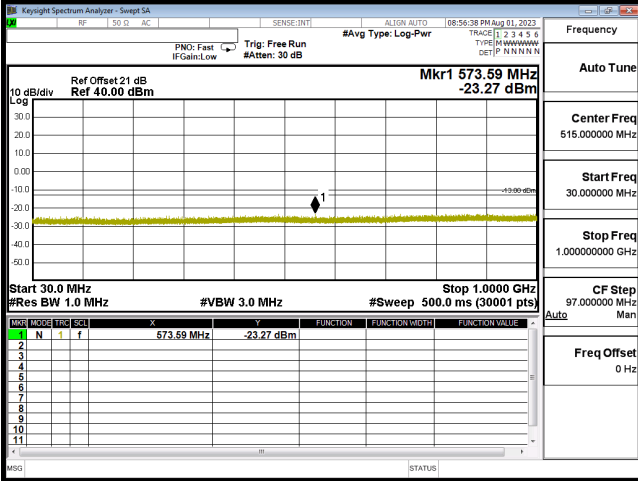 Keysight Spectrum Analyzer - Swept SA
RF 50 Ω AC SENSE:INT ALIGN AUTO 08:56:38 PM Aug 01, 2023
Frequency
#Avg Type: Log-Pwr
TRACE 1 2 3 4 5 6
TYPE M WWWWW
DET P N N N N N
PNO: Fast
IFGain:Low
Trig: Free Run
#Atten: 30 dB
Auto Tune
Mkr1 573.59 MHz
-23.27 dBm
Ref Offset 21 dB
10 dB/div Ref 40.00 dBm
Log
30.0
20.0
10.0
0.00
-10.0
-20.0
-30.0
-40.0
-50.0
1
-13.00 dBm
Center Freq
515.000000 MHz
Start Freq
30.000000 MHz
Stop Freq
1.000000000 GHz
Start 30.0 MHz Stop 1.0000 GHz
#Res BW 1.0 MHz #VBW 3.0 MHz #Sweep 500.0 ms (30001 pts)
CF Step
97.000000 MHz
Auto Man
Freq Offset
0 Hz
MKR MODE TRC SCL X Y FUNCTION FUNCTION WIDTH FUNCTION VALUE
1 N 1 f 573.59 MHz -23.27 dBm
2
3
4
5
6
7
8
9
10
11
MSG STATUS